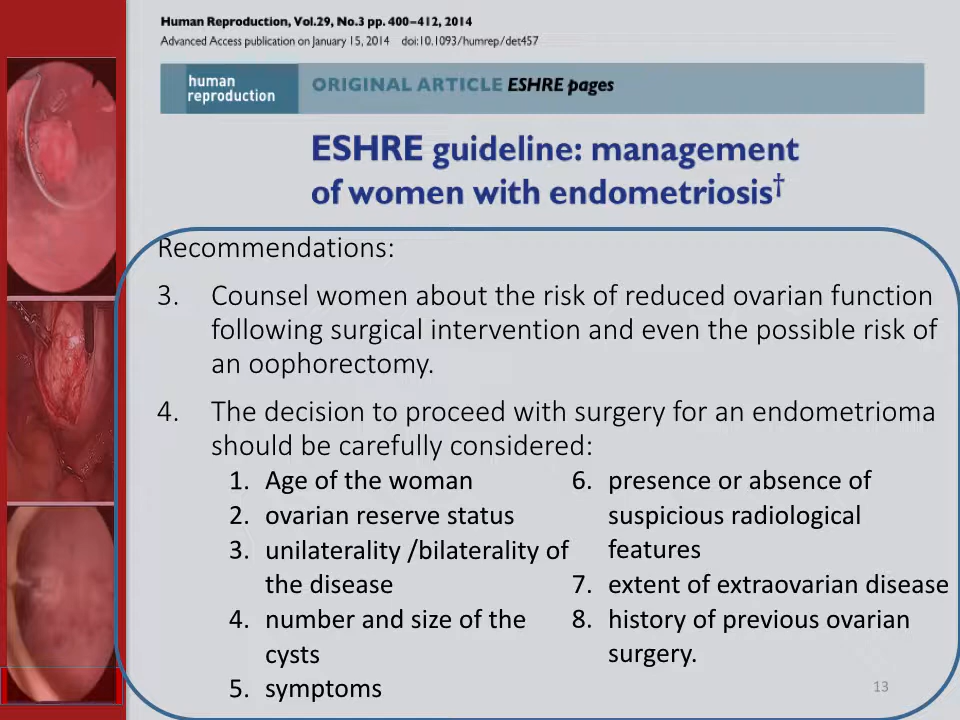 Human Reproduction, Vol.29, No.3 pp. 400–412, 2014
Advanced Access publication on January 15, 2014 doi:10.1093/humrep/det457
human
reproduction
ORIGINAL ARTICLE ESHRE pages
ESHRE guideline: management
of women with endometriosis†
Recommendations:
3. Counsel women about the risk of reduced ovarian function
following surgical intervention and even the possible risk of
an oophorectomy.
4. The decision to proceed with surgery for an endometrioma
should be carefully considered:
1. Age of the woman
2. ovarian reserve status
3. unilaterality /bilaterality of
the disease
4. number and size of the
cysts
5. symptoms
6. presence or absence of
suspicious radiological
features
7. extent of extraovarian disease
8. history of previous ovarian
surgery.
13